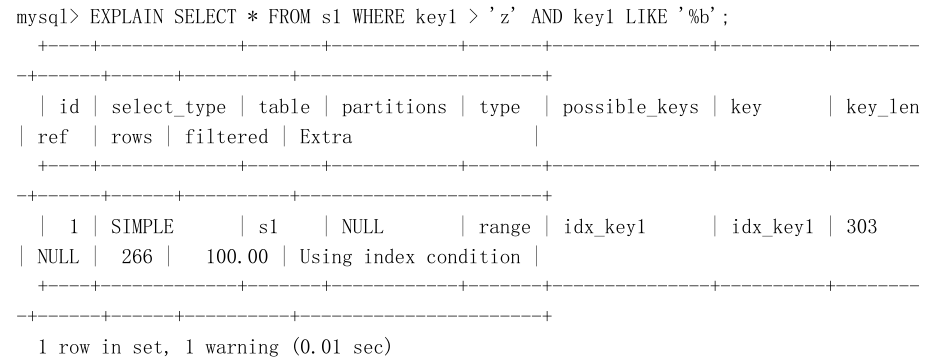 mysql> EXPLAIN SELECT * FROM s1 WHERE key1 > 'z' AND key1 LIKE '%b';
+----+-------------+-------+------------+-------+---------------+----------+--------
-+------+------+----------+-----------------------+
| id | select_type | table | partitions | type | possible_keys | key | key_len
| ref | rows | filtered | Extra |
+----+-------------+-------+------------+-------+---------------+----------+--------
-+------+------+----------+-----------------------+
| 1 | SIMPLE | s1 | NULL | range | idx_key1 | idx_key1 | 303
| NULL | 266 | 100.00 | Using index condition |
+----+-------------+-------+------------+-------+---------------+----------+--------
-+------+------+----------+-----------------------+
1 row in set, 1 warning (0.01 sec)